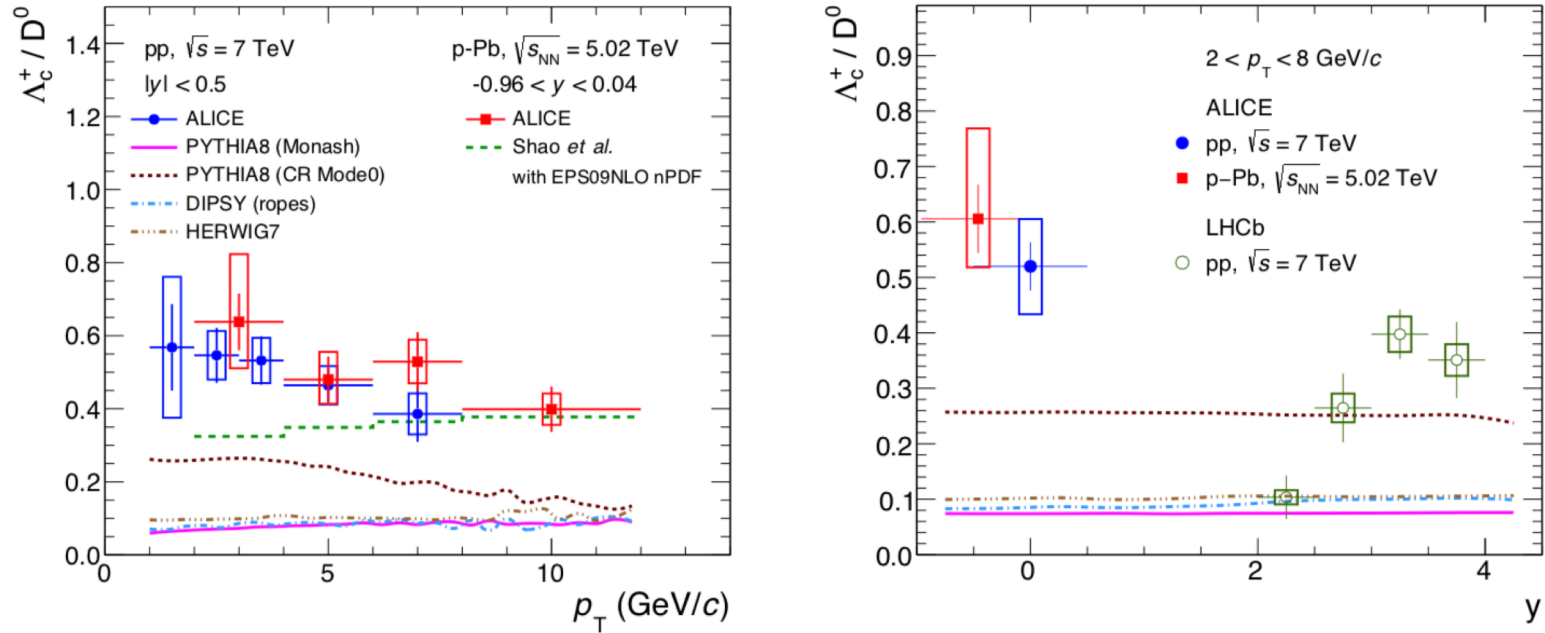 Λc+ / D0
1.4
1.2
1.0
0.8
0.6
0.4
0.2
0.0
pp, √s = 7 TeV
|y| < 0.5
ALICE
PYTHIA8 (Monash)
PYTHIA8 (CR Mode0)
DIPSY (ropes)
HERWIG7
p-Pb, √sNN = 5.02 TeV
-0.96 < y < 0.04
ALICE
Shao et al.
with EPS09NLO nPDF
0 5 10
pT (GeV/c)
Λc+ / D0
0.9
0.8
0.7
0.6
0.5
0.4
0.3
0.2
0.1
0.0
2 < pT < 8 GeV/c
ALICE
pp, √s = 7 TeV
p−Pb, √sNN = 5.02 TeV
LHCb
pp, √s = 7 TeV
0 2 4
y